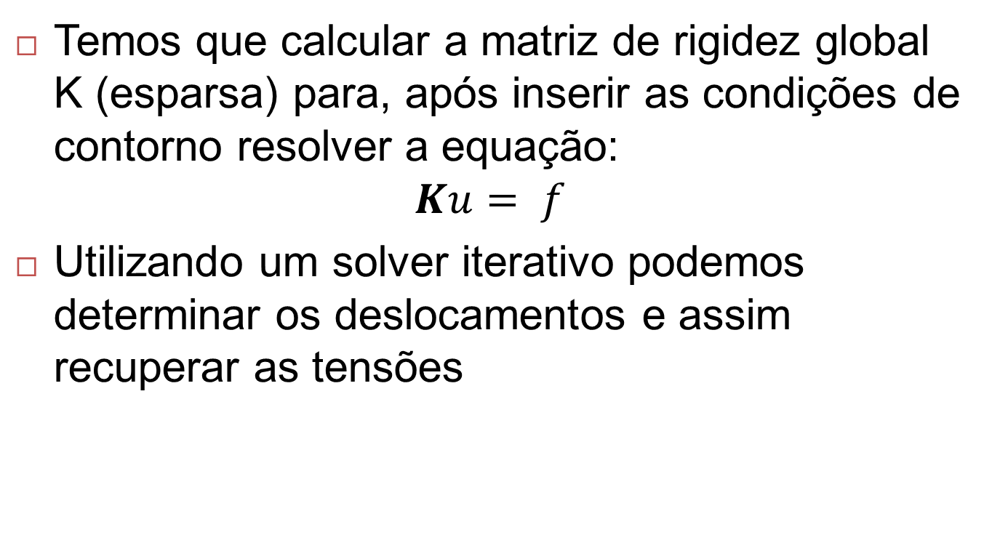 Temos que calcular a matriz de rigidez global
K (esparsa) para, após inserir as condições de
contorno resolver a equação:
𝑲𝑢 = 𝑓
Utilizando um solver iterativo podemos
determinar os deslocamentos e assim
recuperar as tensões